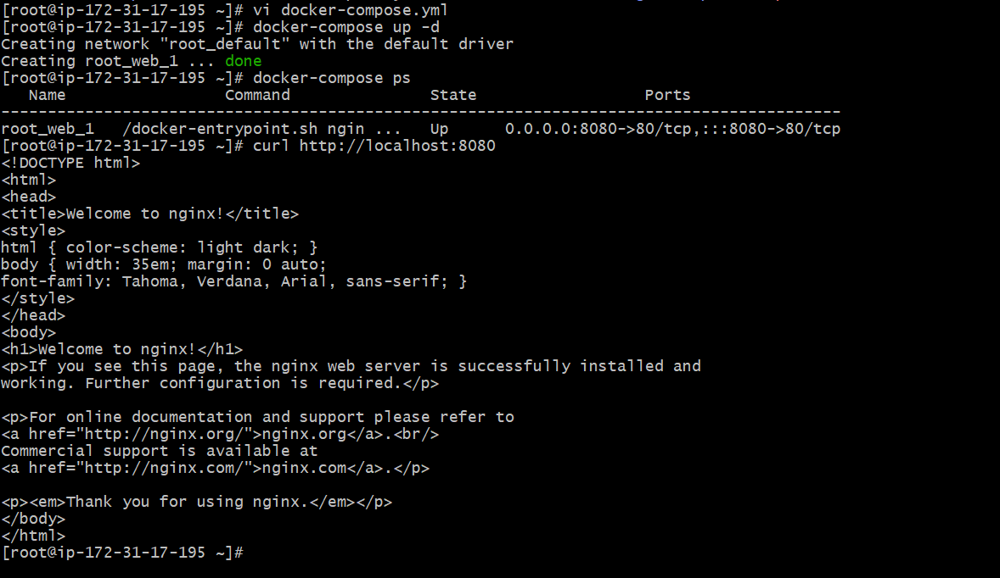 [root@ip-172-31-17-195 ~]# vi docker-compose.yml
[root@ip-172-31-17-195 ~]# docker-compose up -d
Creating network "root_default" with the default driver
Creating root_web_1 ... done
[root@ip-172-31-17-195 ~]# docker-compose ps
   Name                 Command               State                  Ports
------------------------------------------------------------------------------------------
root_web_1   /docker-entrypoint.sh ngin ...   Up      0.0.0.0:8080->80/tcp,:::8080->80/tcp
[root@ip-172-31-17-195 ~]# curl http://localhost:8080
<!DOCTYPE html>
<html>
<head>
<title>Welcome to nginx!</title>
<style>
html { color-scheme: light dark; }
body { width: 35em; margin: 0 auto;
font-family: Tahoma, Verdana, Arial, sans-serif; }
</style>
</head>
<body>
<h1>Welcome to nginx!</h1>
<p>If you see this page, the nginx web server is successfully installed and
working. Further configuration is required.</p>

<p>For online documentation and support please refer to
<a href="http://nginx.org/">nginx.org</a>.<br/>
Commercial support is available at
<a href="http://nginx.com/">nginx.com</a>.</p>

<p><em>Thank you for using nginx.</em></p>
</body>
</html>
[root@ip-172-31-17-195 ~]#